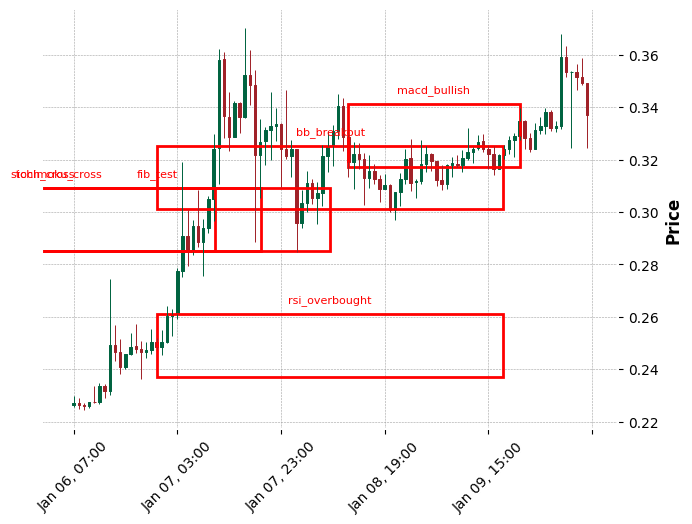 macd_bullish
bb_breakout
fib_test
rsi_overbought
0.36
0.34
0.32
0.30
0.28
0.26
0.24
0.22
Price
Jan 06, 07:00
Jan 07, 03:00
Jan 07, 23:00
Jan 08, 19:00
Jan 09, 15:00